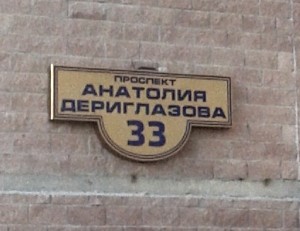 ПРОСПЕКТ
АНАТОЛИЯ
ДЕРИГЛАЗОВА
33